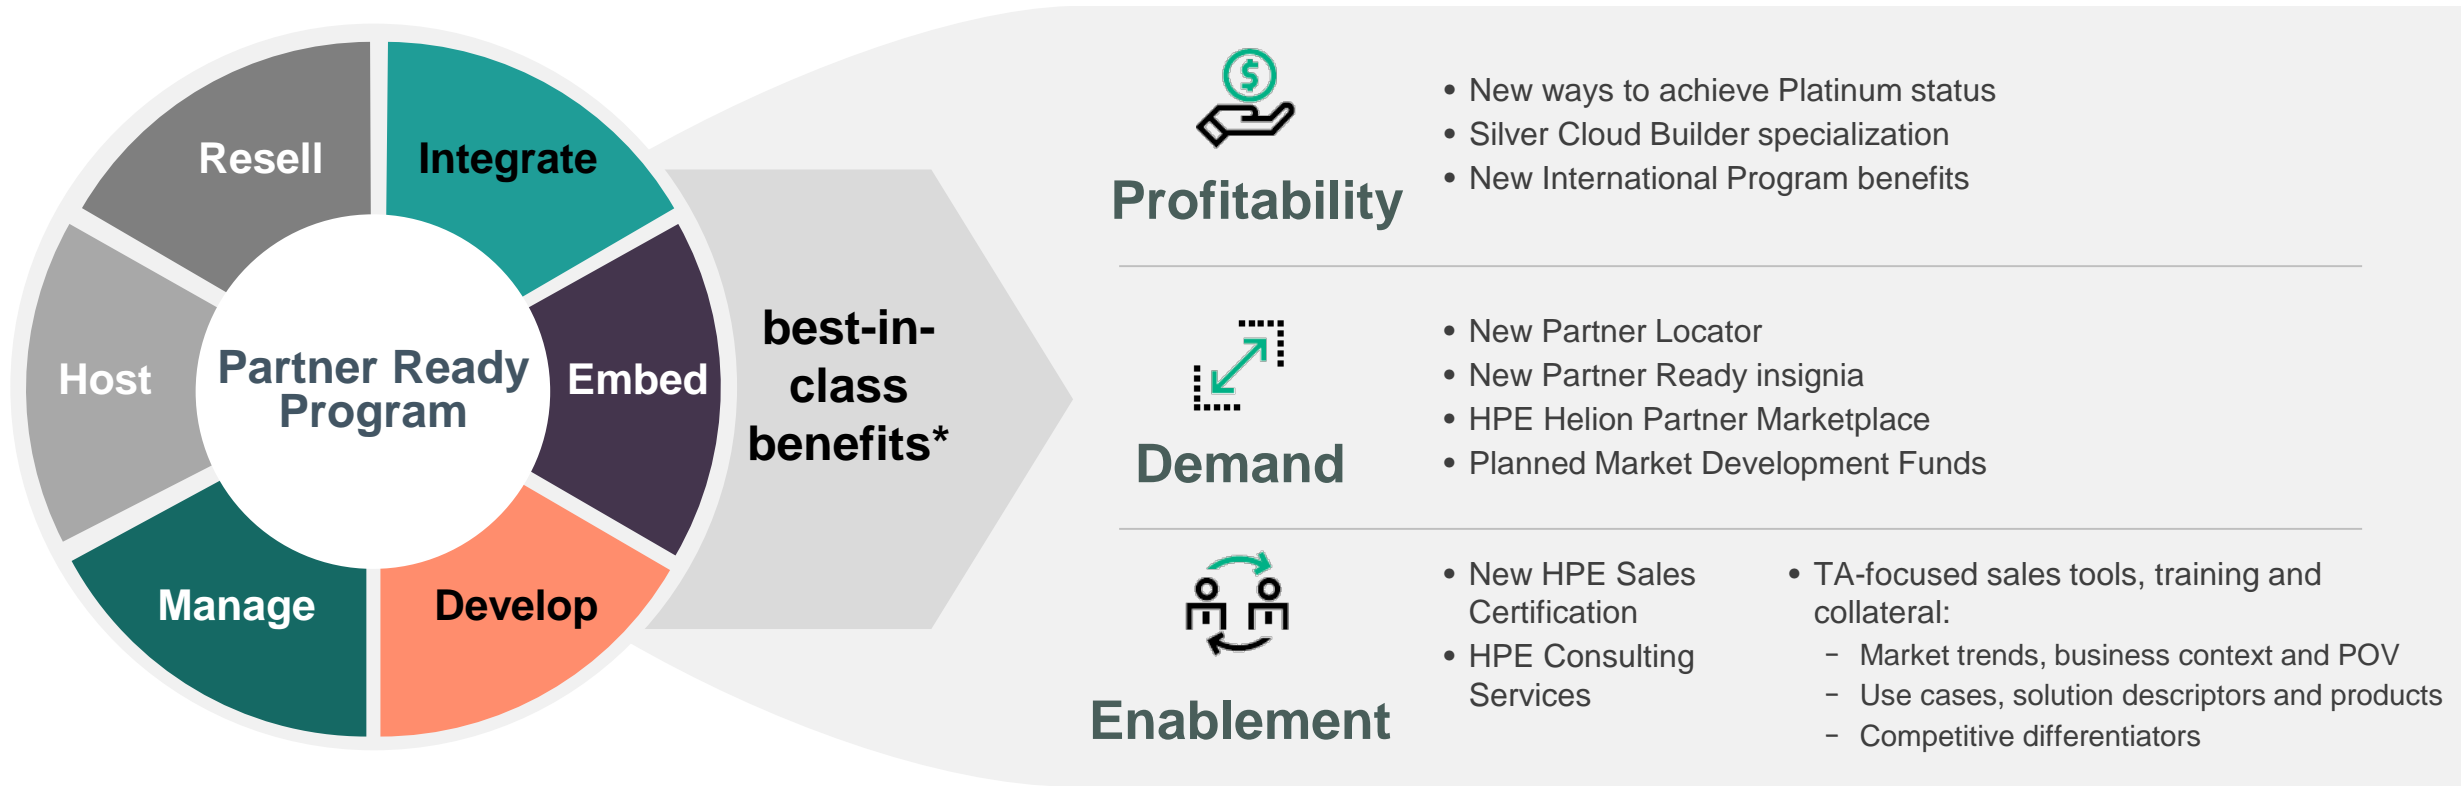 Resell
Integrate
Host
Partner Ready
Program
Embed
Manage
Develop
best-in-
class
benefits*
Profitability
• New ways to achieve Platinum status
• Silver Cloud Builder specialization
• New International Program benefits
Demand
• New Partner Locator
• New Partner Ready insignia
• HPE Helion Partner Marketplace
• Planned Market Development Funds
Enablement
• New HPE Sales
Certification
• HPE Consulting
Services
• TA-focused sales tools, training and
collateral:
− Market trends, business context and POV
− Use cases, solution descriptors and products
− Competitive differentiators